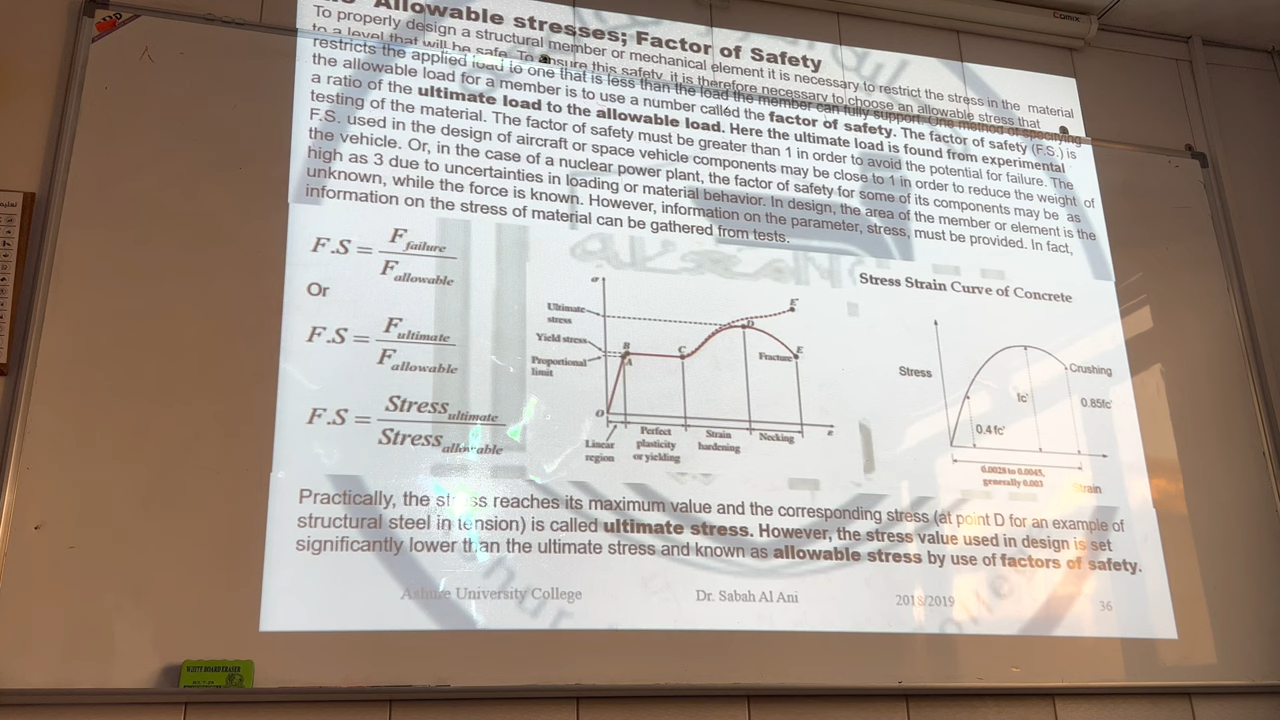 Comix
Allowable stresses; Factor of Safety
To properly design a structural member or mechanical element it is necessary to restrict the stress in the material
to a level that will be safe. To ensure this safety, it is therefore necessary to choose an allowable stress that
restricts the applied load to one that is less than the load the member can fully support. One method of specifying
the allowable load for a member is to use a number called the factor of safety. The factor of safety (F.S.) is
a ratio of the ultimate load to the allowable load. Here the ultimate load is found from experimental
testing of the material. The factor of safety must be greater than 1 in order to avoid the potential for failure. The
F.S. used in the design of aircraft or space vehicle components may be close to 1 in order to reduce the weight of
the vehicle. Or, in the case of a nuclear power plant, the factor of safety for some of its components may be as
high as 3 due to uncertainties in loading or material behavior. In design, the area of the member or element is the
unknown, while the force is known. However, information on the parameter, stress, must be provided. In fact,
information on the stress of material can be gathered from tests.
F.S = F failure / F allowable
Or
F.S = F ultimate / F allowable
F.S = Stress ultimate / Stress allowable
σ
Ultimate stress
Yield stress
Proportional limit
O
A
B
C
D
E'
E
Fracture
Linear region
Perfect plasticity or yielding
Strain hardening
Necking
ε
Stress Strain Curve of Concrete
Stress
Crushing
fc'
0.85fc'
0.4 fc'
0.0028 to 0.0045,
generally 0.003
Strain
Practically, the stress reaches its maximum value and the corresponding stress (at point D for an example of
structural steel in tension) is called ultimate stress. However, the stress value used in design is set
significantly lower than the ultimate stress and known as allowable stress by use of factors of safety.
Ashure University College
Dr. Sabah Al Ani
2018/2019
36
WHITE BOARD ERASER